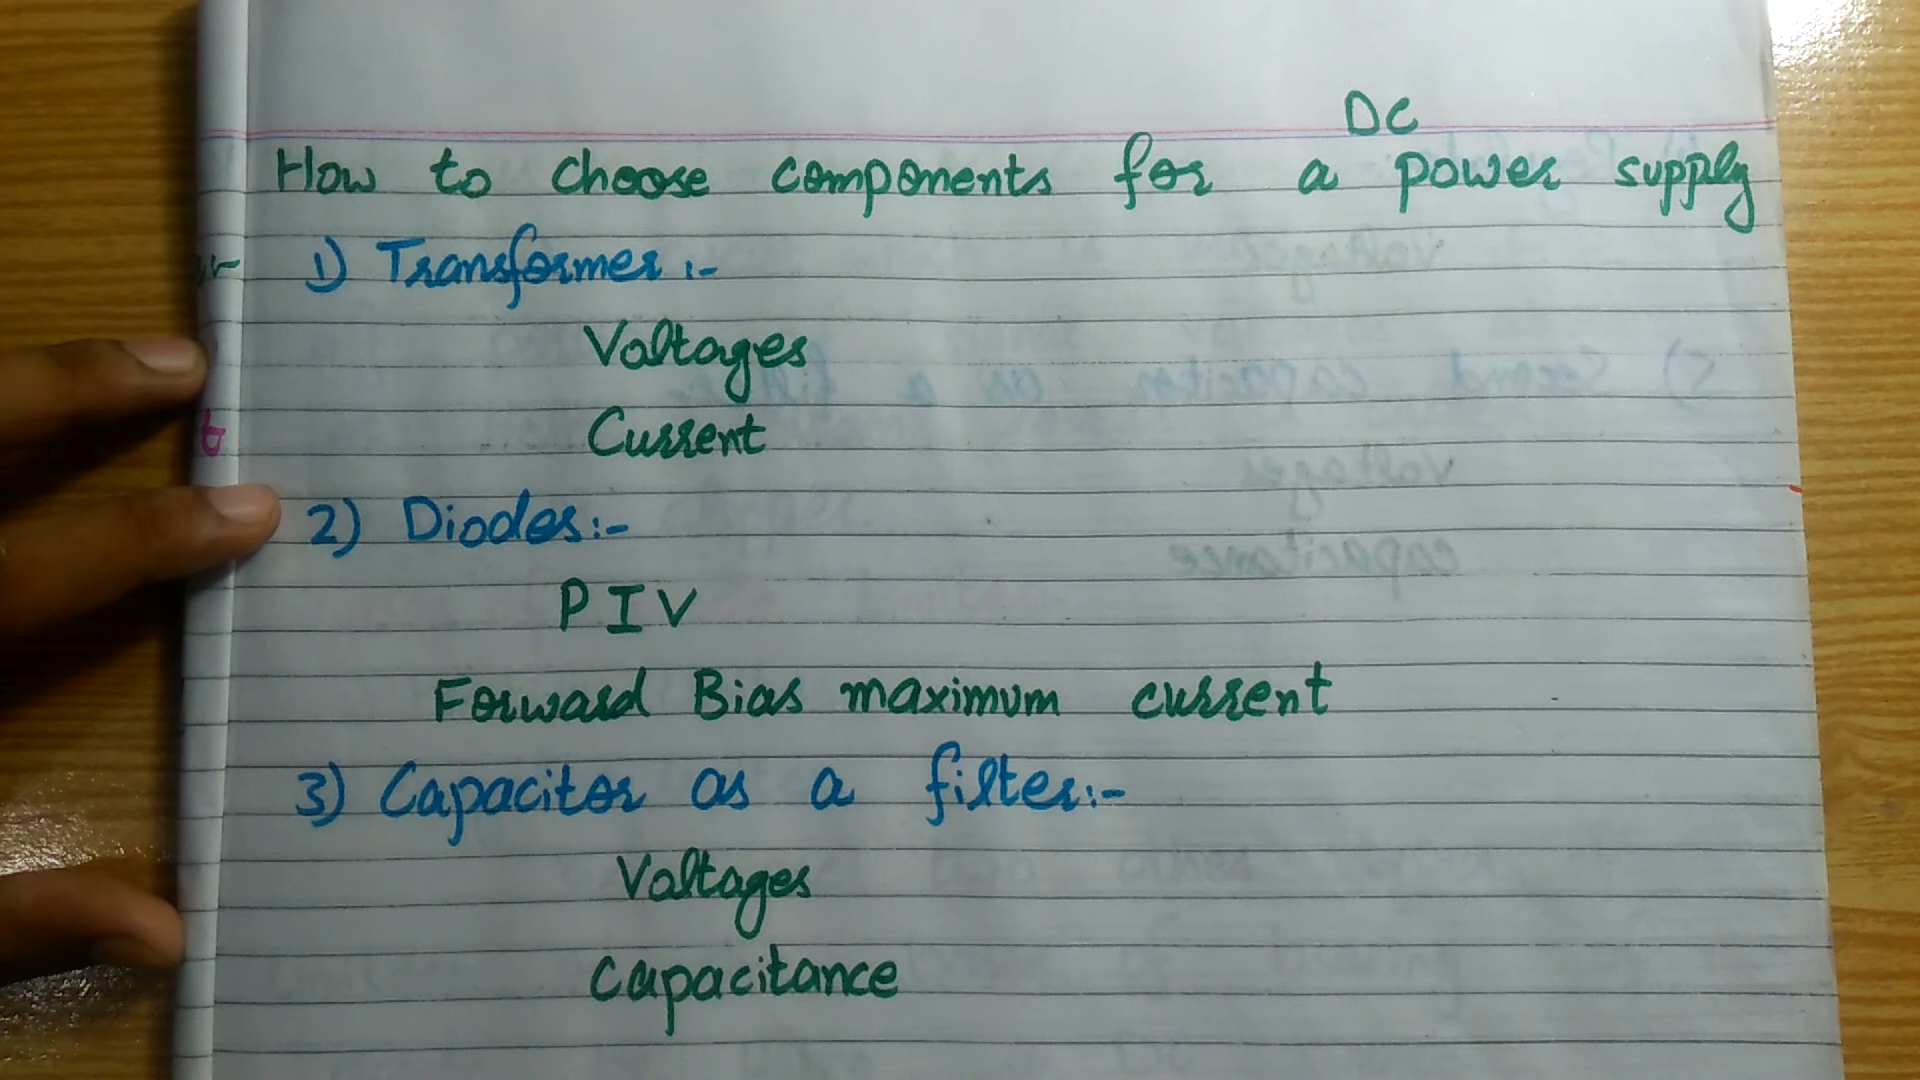 DC
How to choose components for a power supply
1) Transformer :-
Voltages
Current
2) Diodes:-
PIV
Forward Bias maximum current
3) Capacitor as a filter:-
Voltages
Capacitance